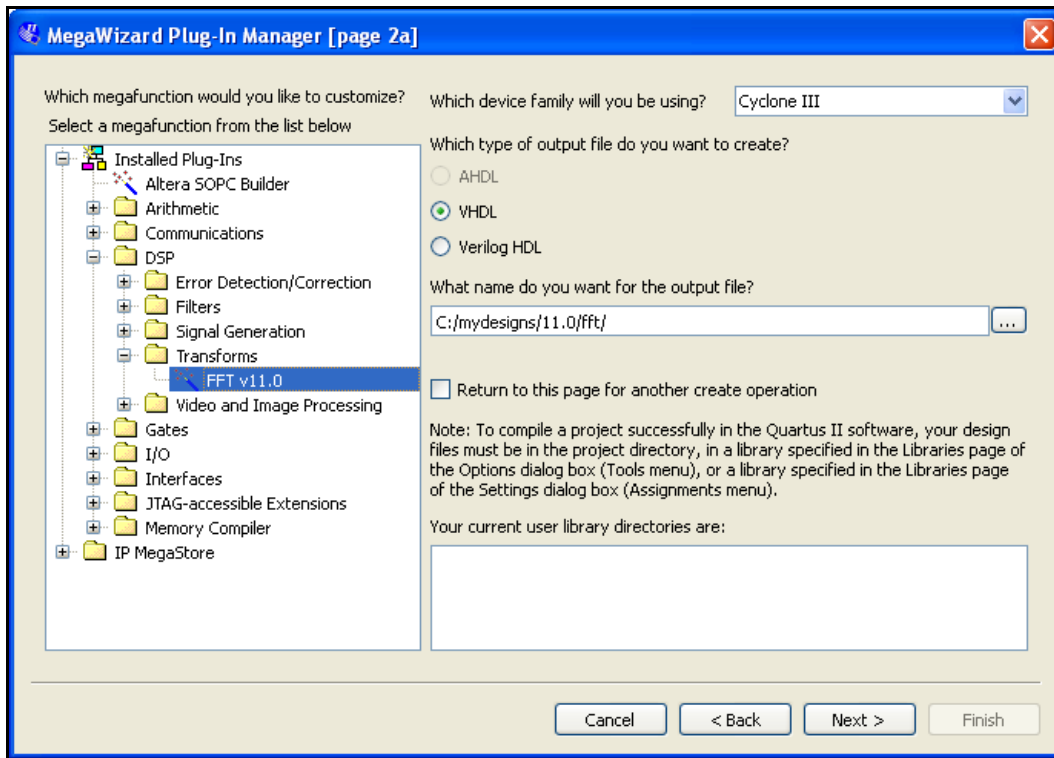 MegaWizard Plug-In Manager [page 2a]
Which megafunction would you like to customize?
Select a megafunction from the list below
Installed Plug-Ins
Altera SOPC Builder
Arithmetic
Communications
DSP
Error Detection/Correction
Filters
Signal Generation
Transforms
FFT v11.0
Video and Image Processing
Gates
I/O
Interfaces
JTAG-accessible Extensions
Memory Compiler
IP MegaStore
Which device family will you be using?
Cyclone III
Which type of output file do you want to create?
AHDL
VHDL
Verilog HDL
What name do you want for the output file?
C:/mydesigns/11.0/fft/
...
Return to this page for another create operation
Note: To compile a project successfully in the Quartus II software, your design
files must be in the project directory, in a library specified in the Libraries page of
the Options dialog box (Tools menu), or a library specified in the Libraries page
of the Settings dialog box (Assignments menu).
Your current user library directories are:
Cancel
< Back
Next >
Finish